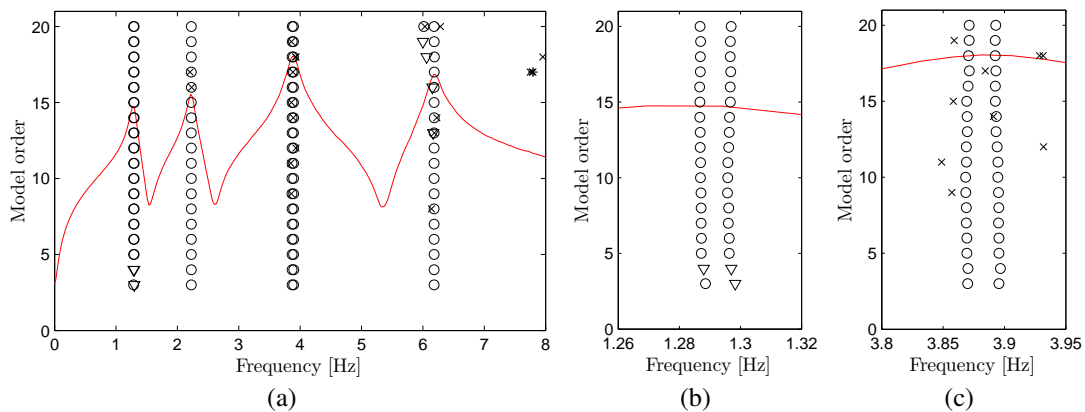 20
15
10
5
0
Model order
0 1 2 3 4 5 6 7 8
Frequency [Hz]
(a)
20
15
10
5
0
Model order
1.26 1.28 1.3 1.32
Frequency [Hz]
(b)
20
15
10
5
0
Model order
3.8 3.85 3.9 3.95
Frequency [Hz]
(c)